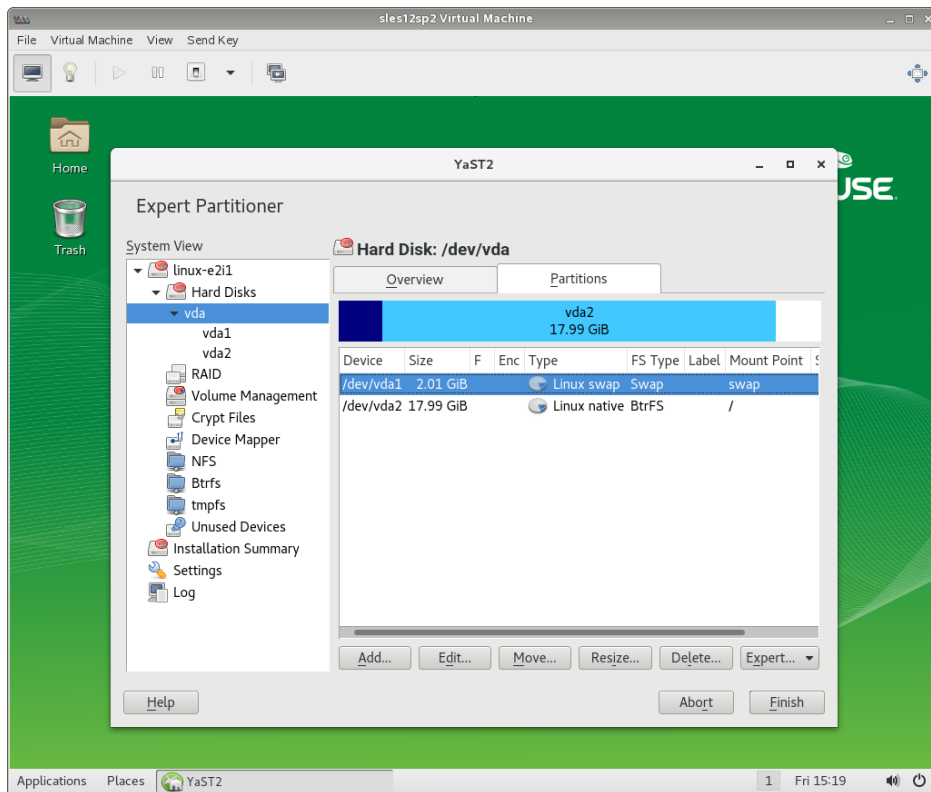 sles12sp2 Virtual Machine
File Virtual Machine View Send Key
Home
Trash
USE.
YaST2
Expert Partitioner
System View
linux-e2i1
Hard Disks
vda
vda1
vda2
RAID
Volume Management
Crypt Files
Device Mapper
NFS
Btrfs
tmpfs
Unused Devices
Installation Summary
Settings
Log
Hard Disk: /dev/vda
Overview Partitions
vda2
17.99 GiB
Device Size F Enc Type FS Type Label Mount Point
/dev/vda1 2.01 GiB Linux swap Swap swap
/dev/vda2 17.99 GiB Linux native BtrFS /
Add... Edit... Move... Resize... Delete... Expert...
Help Abort Finish
Applications Places YaST2 1 Fri 15:19